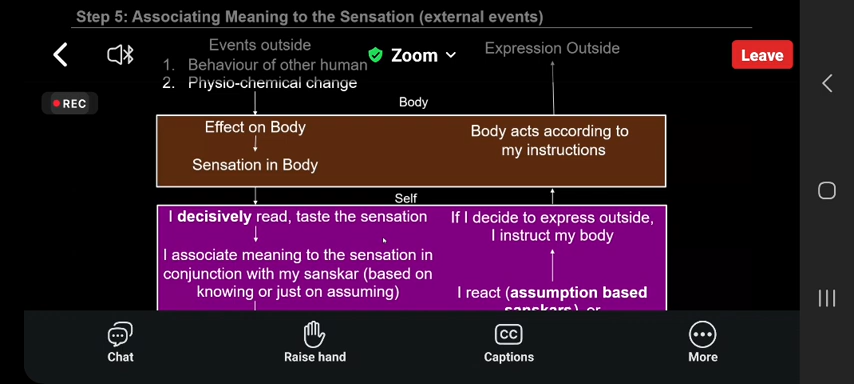 Step 5: Associating Meaning to the Sensation (external events)
Events outside
1. Behaviour of other human
2. Physio-chemical change
Zoom
Expression Outside
Leave
REC
Body
Effect on Body
Sensation in Body
Body acts according to
my instructions
Self
I decisively read, taste the sensation
I associate meaning to the sensation in
conjunction with my sanskar (based on
knowing or just on assuming)
If I decide to express outside,
I instruct my body
I react (assumption based
sanskars) or
Chat
Raise hand
CC
Captions
More